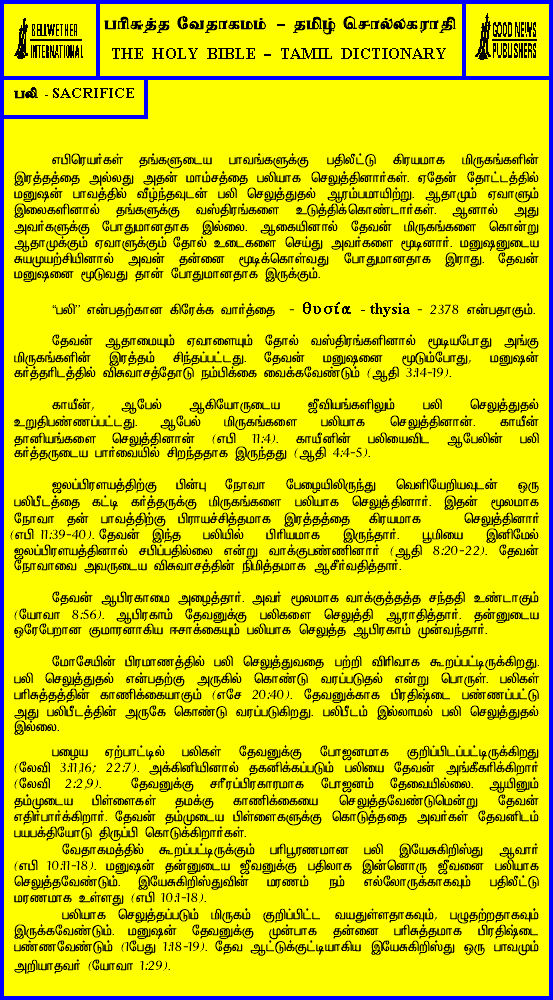 BELLWETHER
INTERNATIONAL
பரிசுத்த வேதாகமம் – தமிழ் சொல்லகராதி
THE HOLY BIBLE – TAMIL DICTIONARY
GOOD NEWS
PUBLISHERS
பலி - SACRIFICE
எபிரெயர்கள் தங்களுடைய பாவங்களுக்கு பதிலீட்டு கிரயமாக மிருகங்களின்
இரத்தத்தை அல்லது அதன் மாம்சத்தை பலியாக செலுத்தினார்கள். ஏதேன் தோட்டத்தில்
மனுஷன் பாவத்தில் வீழ்ந்தவுடன் பலி செலுத்துதல் ஆரம்பமாயிற்று. ஆதாமும் ஏவாளும்
இலைகளினால் தங்களுக்கு வஸ்திரங்களை உடுத்திக்கொண்டார்கள். ஆனால் அது
அவர்களுக்கு போதுமானதாக இல்லை. ஆகையினால் தேவன் மிருகங்களை கொன்று
ஆதாமுக்கும் ஏவாளுக்கும் தோல் உடைகளை செய்து அவர்களை மூடினார். மனுஷனுடைய
சுயமுயற்சியினால் அவன் தன்னை மூடிக்கொள்வது போதுமானதாக இராது. தேவன்
மனுஷனை மூடுவது தான் போதுமானதாக இருக்கும்.
“பலி” என்பதற்கான கிரேக்க வார்த்தை - θυσία - thysia - 2378 என்பதாகும்.
தேவன் ஆதாமையும் ஏவாளையும் தோல் வஸ்திரங்களினால் மூடியபோது அங்கு
மிருகங்களின் இரத்தம் சிந்தப்பட்டது. தேவன் மனுஷனை மூடும்போது, மனுஷன்
கர்த்தரிடத்தில் விசுவாசத்தோடு நம்பிக்கை வைக்கவேண்டும் (ஆதி 3:14-19).
காயீன், ஆபேல் ஆகியோருடைய ஜீவியங்களிலும் பலி செலுத்துதல்
உறுதிபண்ணப்பட்டது. ஆபேல் மிருகங்களை பலியாக செலுத்தினான். காயீன்
தானியங்களை செலுத்தினான் (எபி 11:4). காயீனின் பலியைவிட ஆபேலின் பலி
கர்த்தருடைய பார்வையில் சிறந்ததாக இருந்தது (ஆதி 4:4-5).
ஜலப்பிரளயத்திற்கு பின்பு நோவா பேழையிலிருந்து வெளியேறியவுடன் ஒரு
பலிபீடத்தை கட்டி கர்த்தருக்கு மிருகங்களை பலியாக செலுத்தினார். இதன் மூலமாக
நோவா தன் பாவத்திற்கு பிராயச்சித்தமாக இரத்தத்தை கிரயமாக செலுத்தினார்
(எபி 11:39-40). தேவன் இந்த பலியில் பிரியமாக இருந்தார். பூமியை இனிமேல்
ஜலப்பிரளயத்தினால் சபிப்பதில்லை என்று வாக்குபண்ணினார் (ஆதி 8:20-22). தேவன்
நோவாவை அவருடைய விசுவாசத்தின் நிமித்தமாக ஆசீர்வதித்தார்.
தேவன் ஆபிரகாமை அழைத்தார். அவர் மூலமாக வாக்குத்தத்த சந்ததி உண்டாகும்
(யோவா 8:56). ஆபிரகாம் தேவனுக்கு பலிகளை செலுத்தி ஆராதித்தார். தன்னுடைய
ஒரேபேறான குமாரனாகிய ஈசாக்கையும் பலியாக செலுத்த ஆபிரகாம் முன்வந்தார்.
மோசேயின் பிரமாணத்தில் பலி செலுத்துவதை பற்றி விரிவாக கூறப்பட்டிருக்கிறது.
பலி செலுத்துதல் என்பதற்கு அருகில் கொண்டு வரப்படுதல் என்று பொருள். பலிகள்
பரிசுத்தத்தின் காணிக்கையாகும் (எசே 20:40). தேவனுக்காக பிரதிஷ்டை பண்ணப்பட்டு
அது பலிபீடத்தின் அருகே கொண்டு வரப்படுகிறது. பலிபீடம் இல்லாமல் பலி செலுத்துதல்
இல்லை.
பழைய ஏற்பாட்டில் பலிகள் தேவனுக்கு போஜனமாக குறிப்பிடப்பட்டிருக்கிறது
(லேவி 3:11,16; 22:7). அக்கினியினால் தகனிக்கப்படும் பலியை தேவன் அங்கீகரிக்கிறார்
(லேவி 2:2,9). தேவனுக்கு சரீரப்பிரகாரமாக போஜனம் தேவையில்லை. ஆயினும்
தம்முடைய பிள்ளைகள் தமக்கு காணிக்கையை செலுத்தவேண்டுமென்று தேவன்
எதிர்பார்க்கிறார். தேவன் தம்முடைய பிள்ளைகளுக்கு கொடுத்ததை அவர்கள் தேவனிடம்
பயபக்தியோடு திருப்பி கொடுக்கிறார்கள்.
வேதாகமத்தில் கூறப்பட்டிருக்கும் பரிபூரணமான பலி இயேசுகிறிஸ்து ஆவார்
(எபி 10:11-18). மனுஷன் தன்னுடைய ஜீவனுக்கு பதிலாக இன்னொரு ஜீவனை பலியாக
செலுத்தவேண்டும். இயேசுகிறிஸ்துவின் மரணம் நம் எல்லோருக்காகவும் பதிலீட்டு
மரணமாக உள்ளது (எபி 10:1-18).
பலியாக செலுத்தப்படும் மிருகம் குறிப்பிட்ட வயதுள்ளதாகவும், பழுதற்றதாகவும்
இருக்கவேண்டும். மனுஷன் தேவனுக்கு முன்பாக தன்னை பரிசுத்தமாக பிரதிஷ்டை
பண்ணவேண்டும் (1பேது 1:18-19). தேவ ஆட்டுக்குட்டியாகிய இயேசுகிறிஸ்து ஒரு பாவமும்
அறியாதவர் (யோவா 1:29).